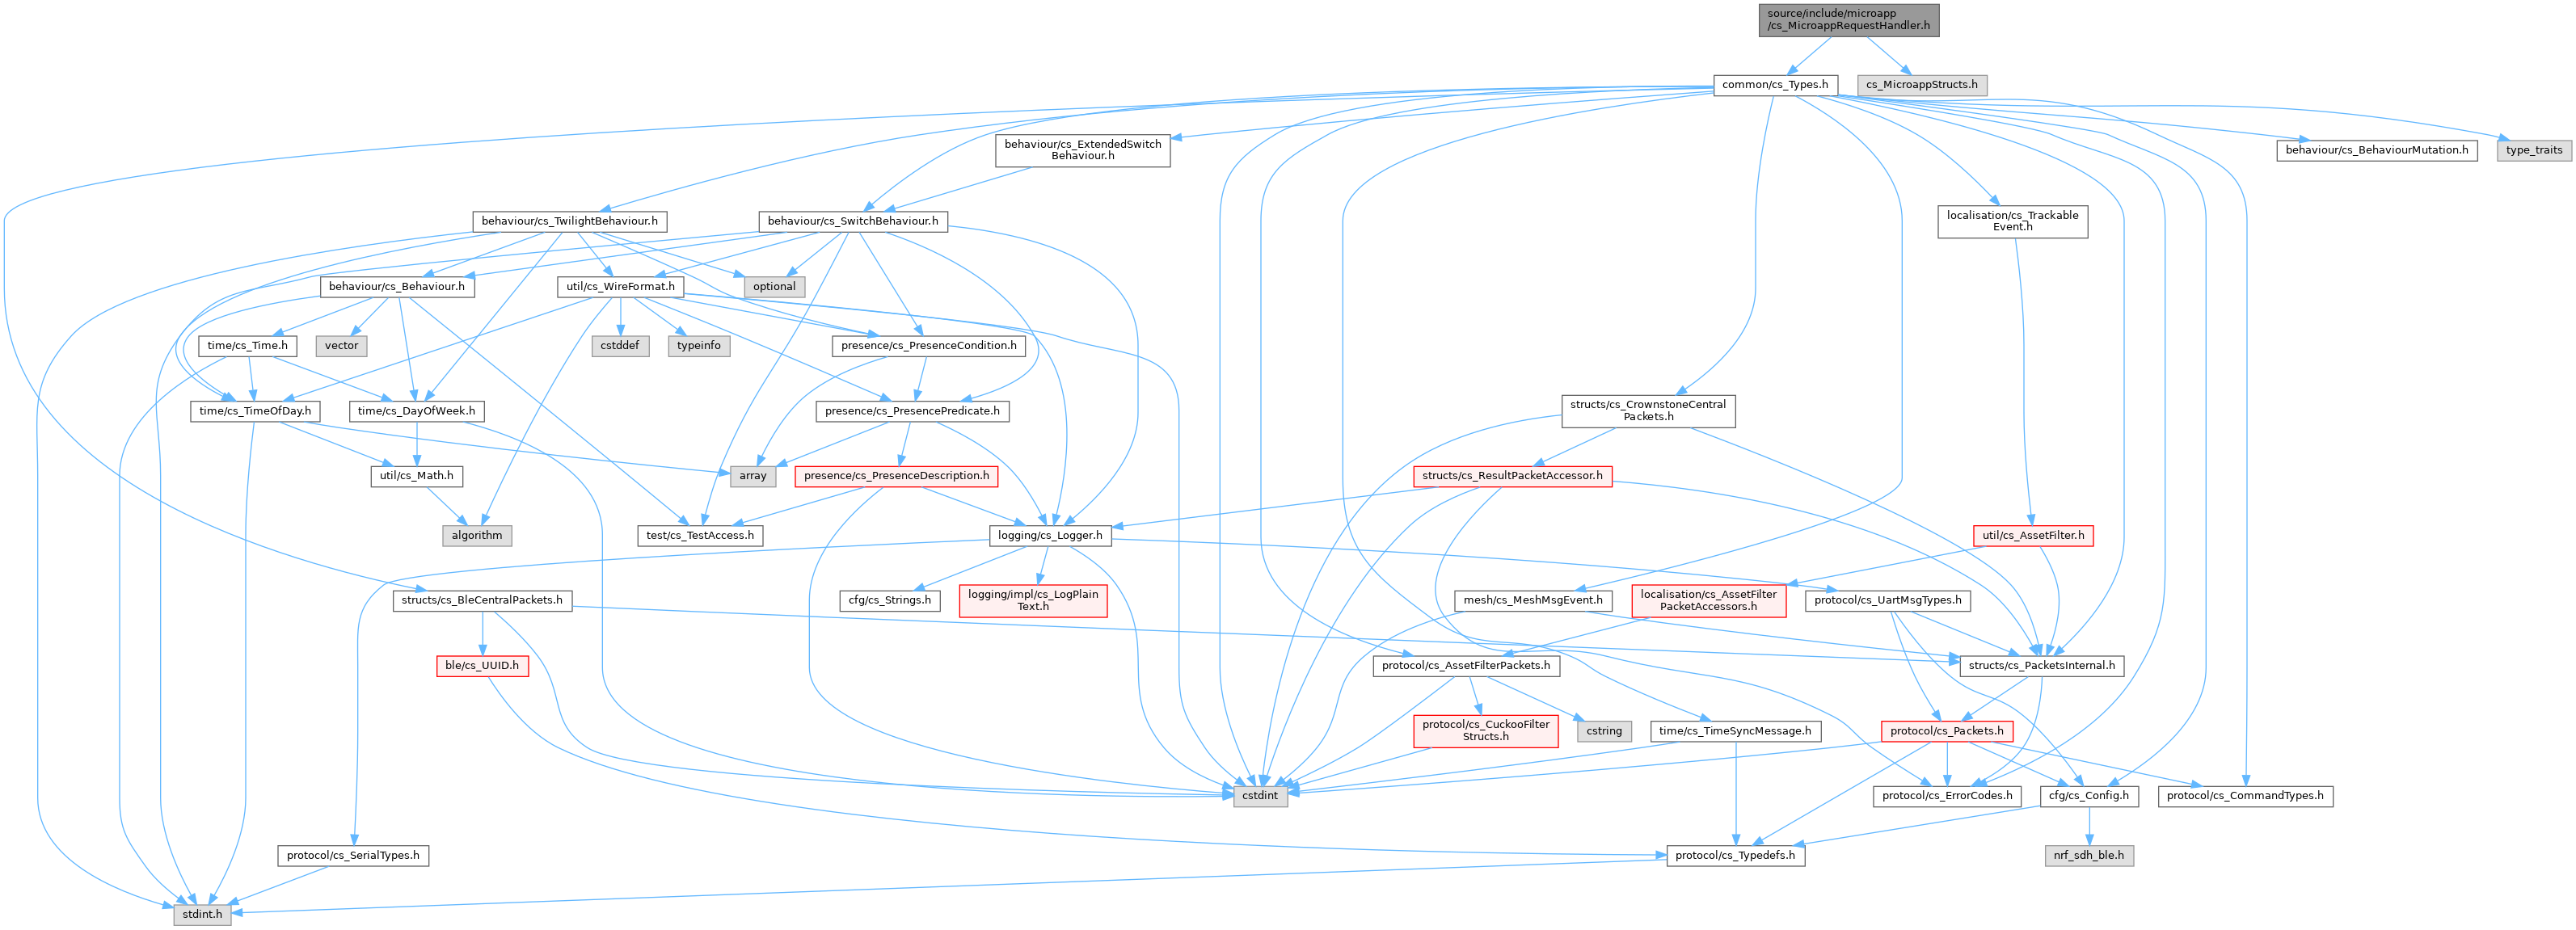 source/include/microapp
/cs_MicroappRequestHandler.h
common/cs_Types.h
cs_MicroappStructs.h
behaviour/cs_ExtendedSwitch
Behaviour.h
behaviour/cs_BehaviourMutation.h
type_traits
behaviour/cs_TwilightBehaviour.h
behaviour/cs_SwitchBehaviour.h
localisation/cs_Trackable
Event.h
behaviour/cs_Behaviour.h
util/cs_WireFormat.h
optional
time/cs_Time.h
vector
cstddef
typeinfo
presence/cs_PresenceCondition.h
time/cs_TimeOfDay.h
time/cs_DayOfWeek.h
presence/cs_PresencePredicate.h
structs/cs_CrownstoneCentral
Packets.h
util/cs_Math.h
array
presence/cs_PresenceDescription.h
structs/cs_ResultPacketAccessor.h
algorithm
test/cs_TestAccess.h
logging/cs_Logger.h
util/cs_AssetFilter.h
structs/cs_BleCentralPackets.h
cfg/cs_Strings.h
logging/impl/cs_LogPlain
Text.h
mesh/cs_MeshMsgEvent.h
localisation/cs_AssetFilter
PacketAccessors.h
protocol/cs_UartMsgTypes.h
ble/cs_UUID.h
protocol/cs_AssetFilterPackets.h
structs/cs_PacketsInternal.h
protocol/cs_CuckooFilter
Structs.h
cstring
time/cs_TimeSyncMessage.h
protocol/cs_Packets.h
cstdint
protocol/cs_ErrorCodes.h
cfg/cs_Config.h
protocol/cs_CommandTypes.h
protocol/cs_SerialTypes.h
protocol/cs_Typedefs.h
nrf_sdh_ble.h
stdint.h